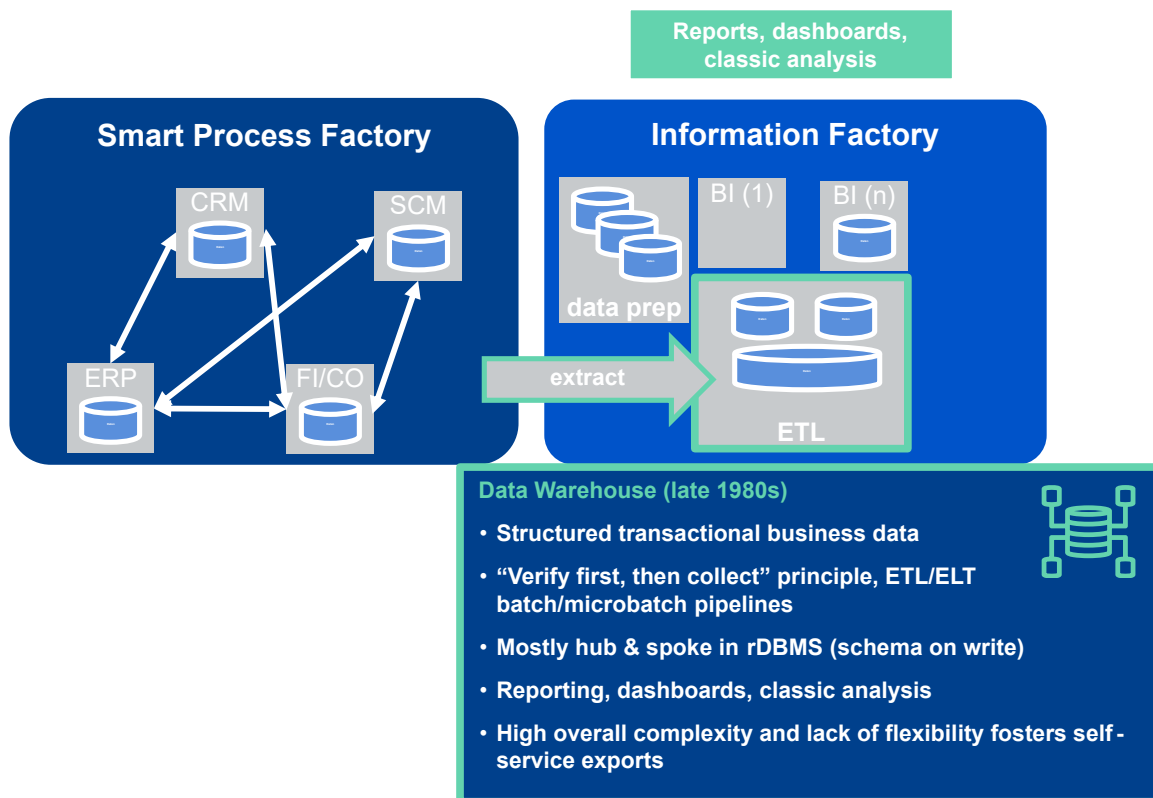 Reports, dashboards,
classic analysis
Smart Process Factory
CRM
SCM
ERP
FI/CO
Information Factory
BI (1)
BI (n)
data prep
extract
ETL
Data Warehouse (late 1980s)
• Structured transactional business data
• “Verify first, then collect” principle, ETL/ELT
batch/microbatch pipelines
• Mostly hub & spoke in rDBMS (schema on write)
• Reporting, dashboards, classic analysis
• High overall complexity and lack of flexibility fosters self-
service exports